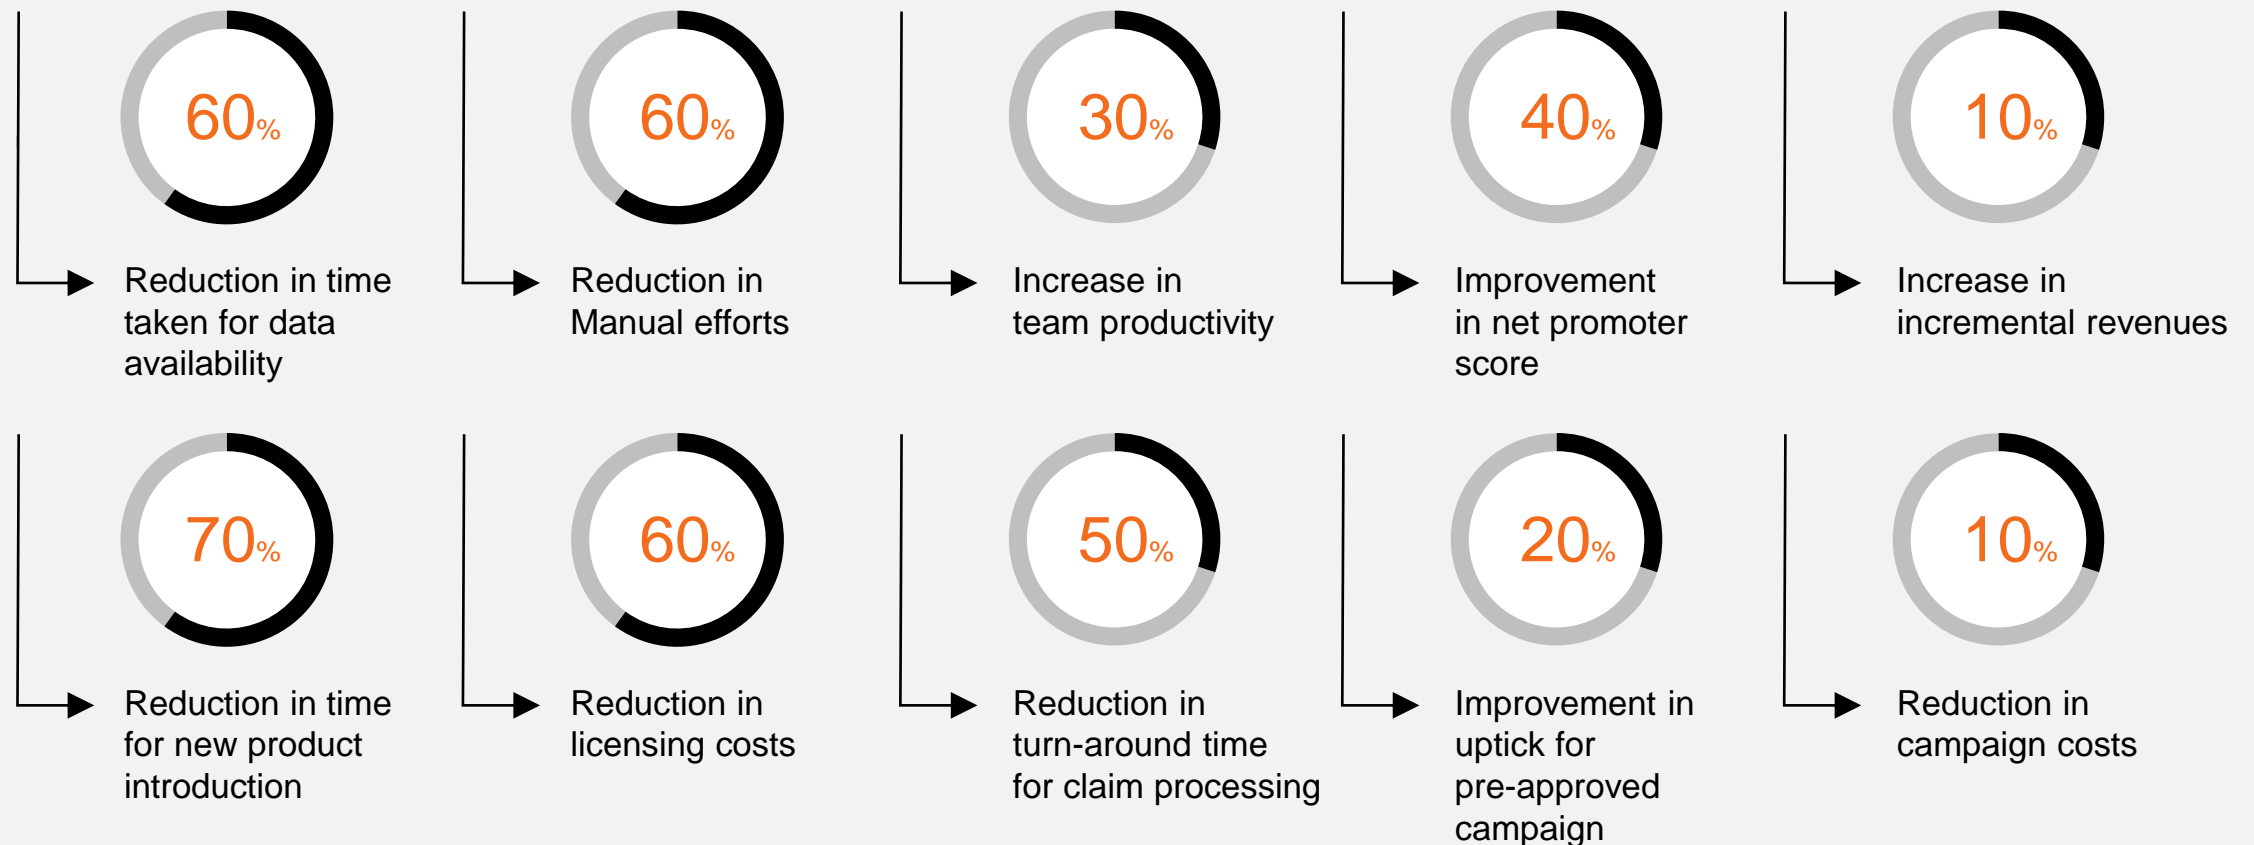 60%
Reduction in time
taken for data
availability
60%
Reduction in
Manual efforts
30%
Increase in
team productivity
40%
Improvement
in net promoter
score
10%
Increase in
incremental revenues
70%
Reduction in time
for new product
introduction
60%
Reduction in
licensing costs
50%
Reduction in
turn-around time
for claim processing
20%
Improvement in
uptick for
pre-approved
campaign
10%
Reduction in
campaign costs